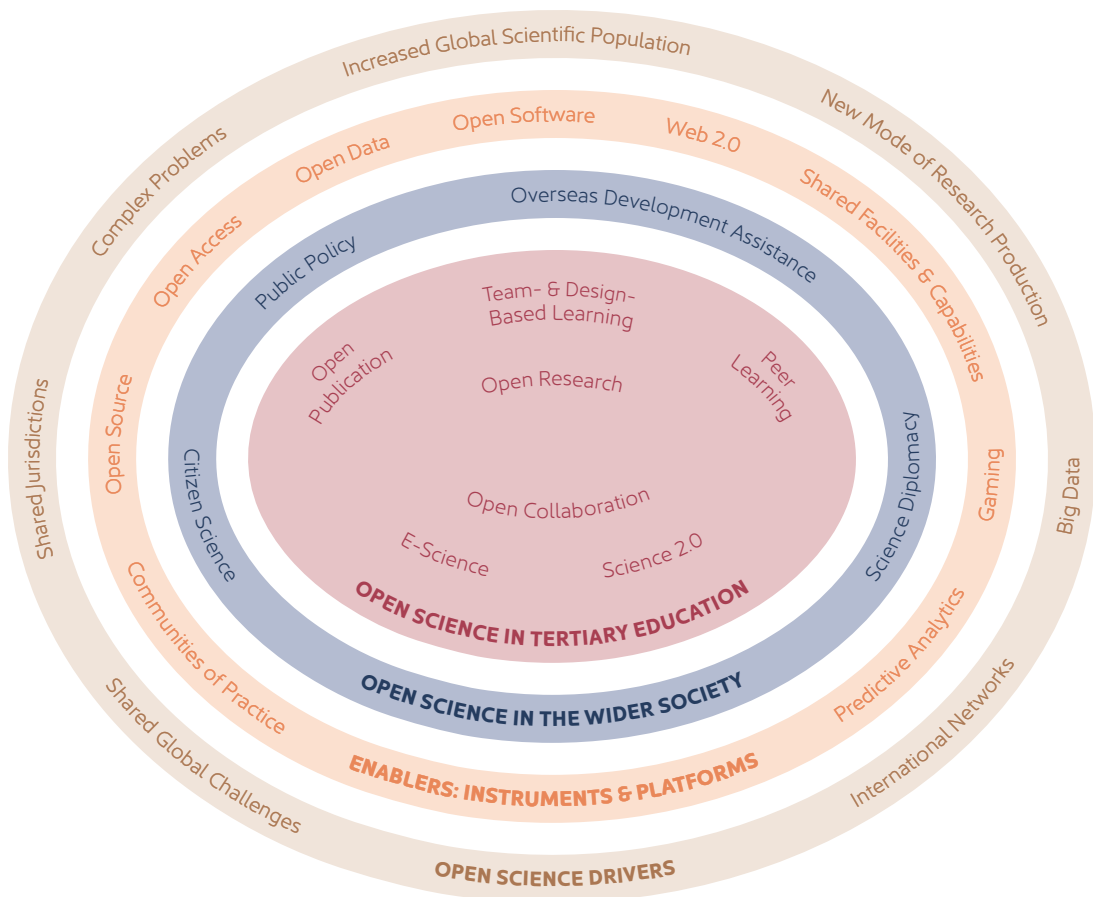 Increased Global Scientific Population
New Mode of Research Production
Complex Problems
Shared Jurisdictions
Big Data
Shared Global Challenges
International Networks
OPEN SCIENCE DRIVERS
Open Software
Web 2.0
Open Data
Shared Facilities & Capabilities
Open Access
Open Source
Gaming
Communities of Practice
Predictive Analytics
ENABLERS: INSTRUMENTS & PLATFORMS
Overseas Development Assistance
Public Policy
Citizen Science
Science Diplomacy
OPEN SCIENCE IN THE WIDER SOCIETY
Team- & Design-
Based Learning
Open
Publication
Peer
Learning
Open Research
Open Collaboration
E-Science
Science 2.0
OPEN SCIENCE IN TERTIARY EDUCATION